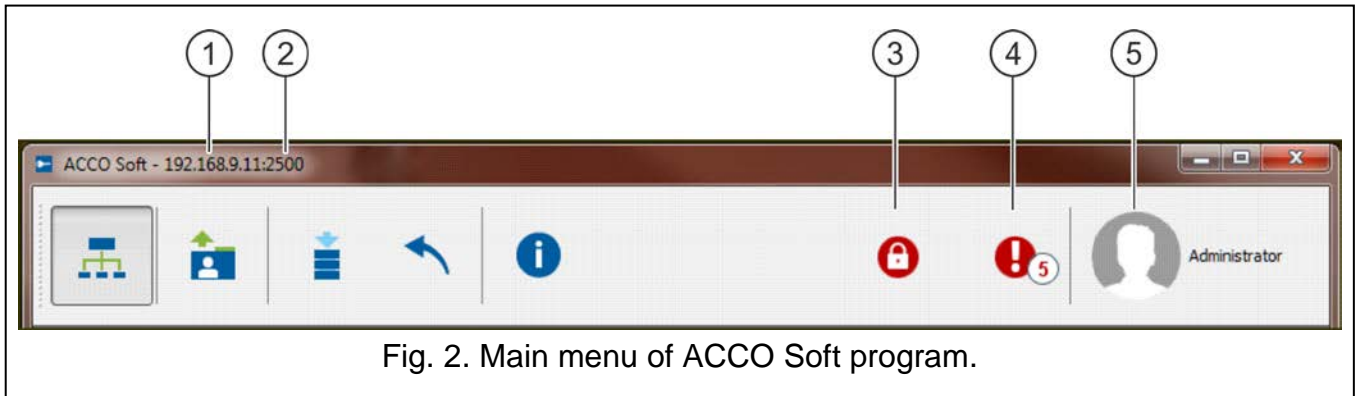 1 2 3 4 5
ACCO Soft - 192.168.9.11:2500
5
Administrator
Fig. 2. Main menu of ACCO Soft program.